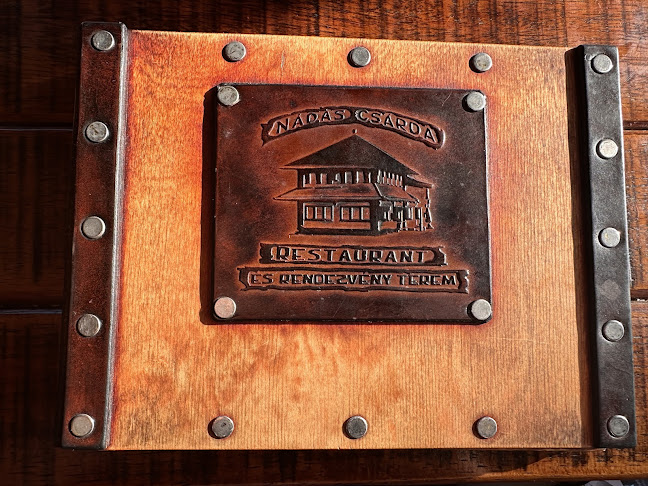 NÁDAS CSÁRDA
RESTAURANT
ÉS RENDEZVÉNY TEREM